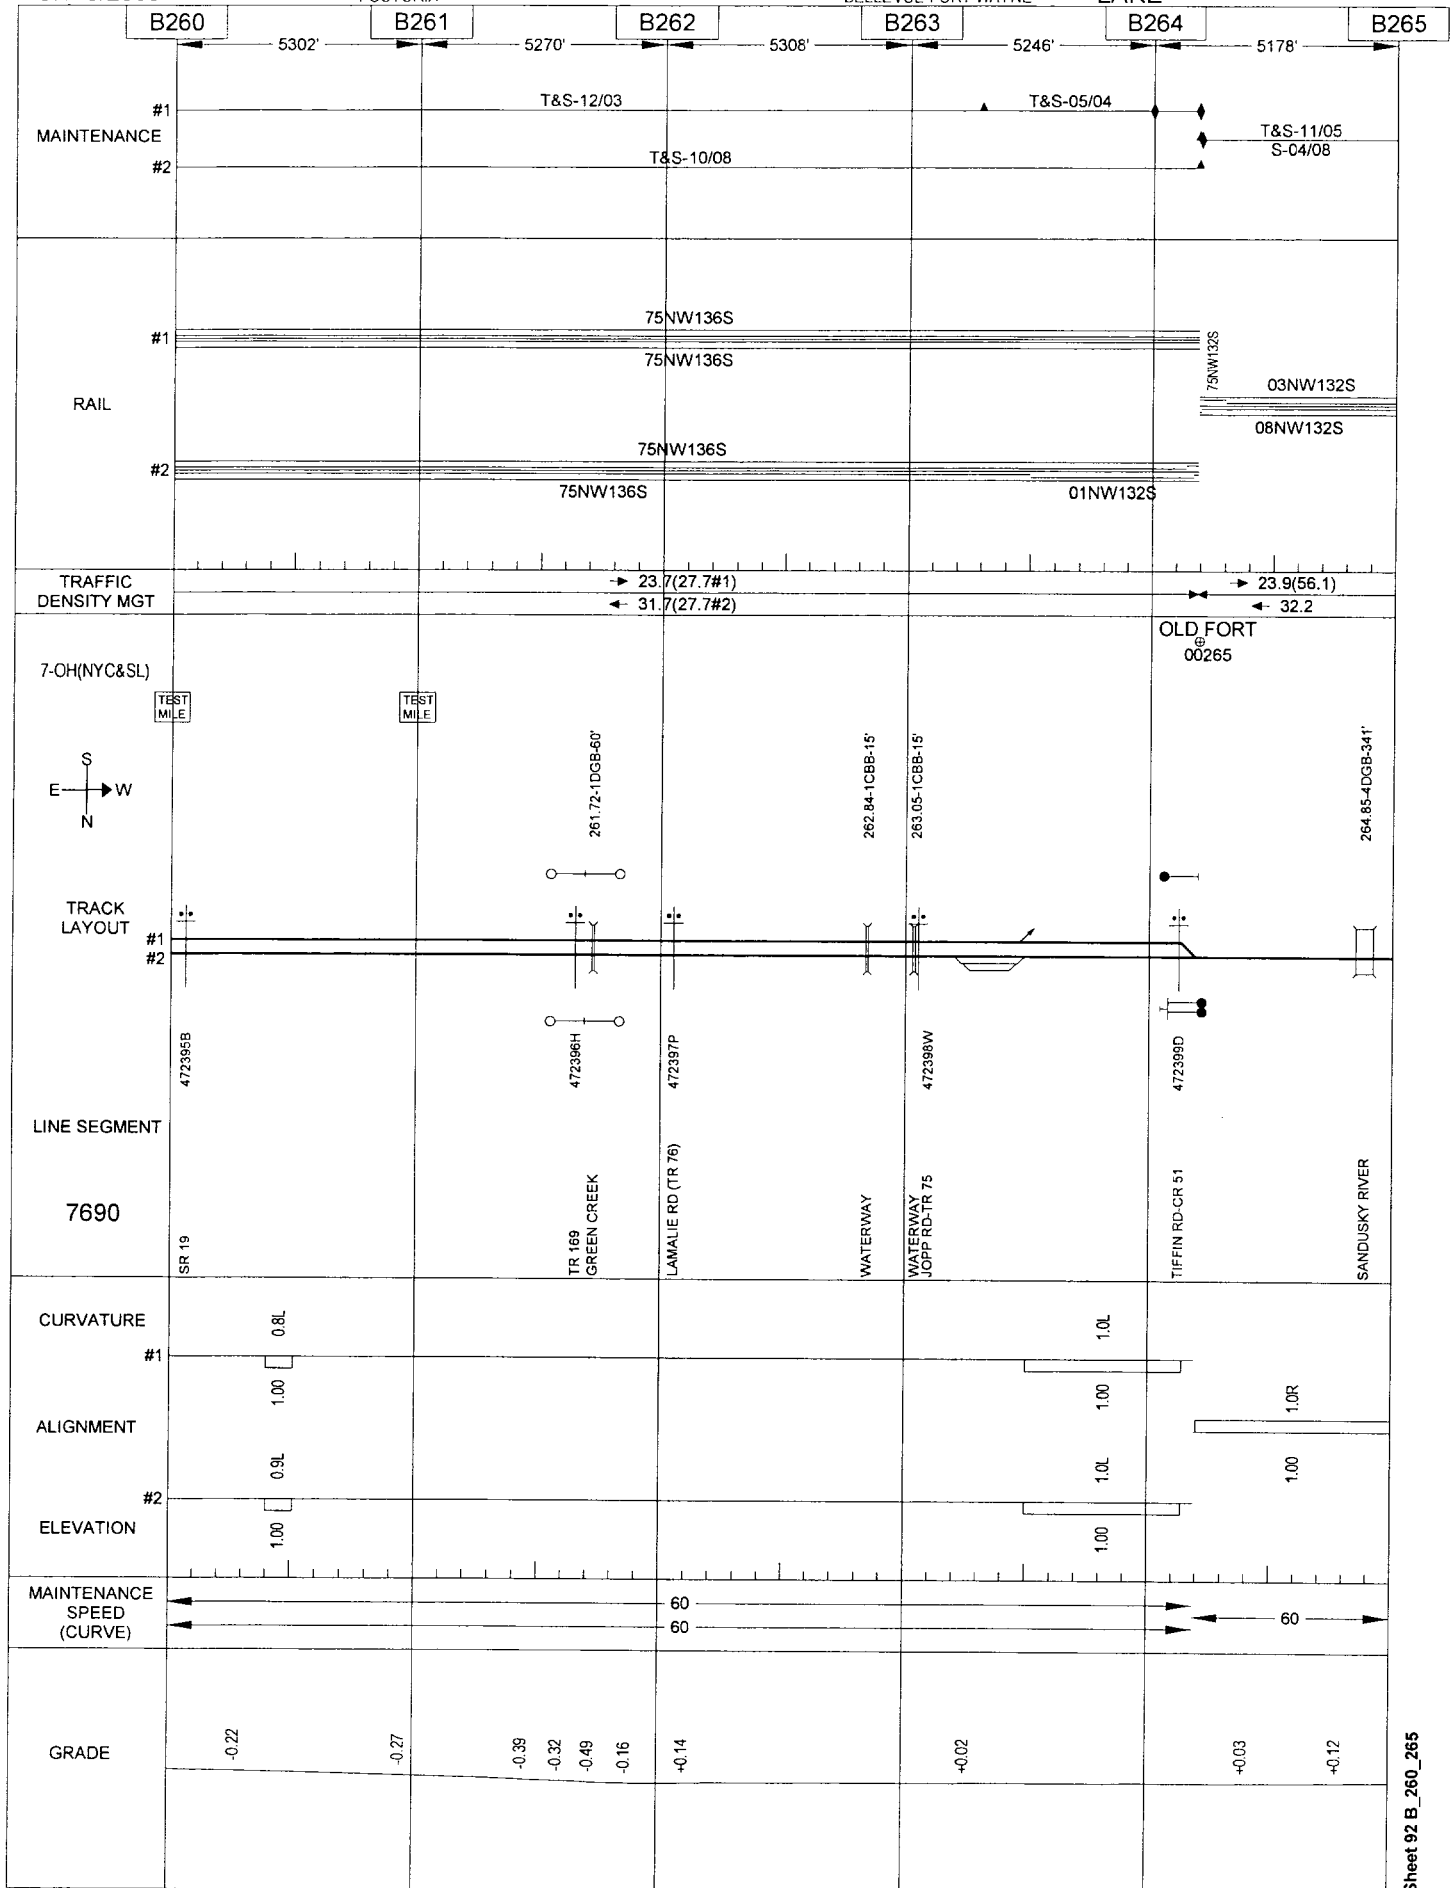 B260 B261 B262 B263 B264 B265
5302' 5270' 5308' 5246' 5178'
MAINTENANCE
#1
T&S-12/03
T&S-05/04
T&S-11/05
S-04/08
#2
T&S-10/08
RAIL
#1
75NW136S
75NW136S
75NW132S
03NW132S
08NW132S
#2
75NW136S
75NW136S
01NW132S
TRAFFIC
DENSITY MGT
23.7(27.7#1)
31.7(27.7#2)
23.9(56.1)
32.2
OLD FORT
00265
7-OH(NYC&SL)
TEST
MILE
TEST
MILE
S
E W
N
261.72-1DGB-60'
262.84-1CBB-15'
263.05-1CBB-15'
264.85-4DGB-341'
TRACK
LAYOUT
#1
#2
472395B
472396H
472397P
472398W
472399D
LINE SEGMENT
7690
SR 19
TR 169
GREEN CREEK
LAMALIE RD (TR 76)
WATERWAY
WATERWAY
JOPP RD-TR 75
TIFFIN RD-CR 51
SANDUSKY RIVER
CURVATURE
#1
0.8L
1.00
1.0L
1.00
ALIGNMENT
1.0R
1.00
#2
0.9L
1.00
1.0L
1.00
ELEVATION
MAINTENANCE
SPEED
(CURVE)
60
60
60
GRADE
-0.22
-0.27
-0.39
-0.32
-0.49
-0.16
+0.14
+0.02
+0.03
+0.12
Sheet 92 B_260_265